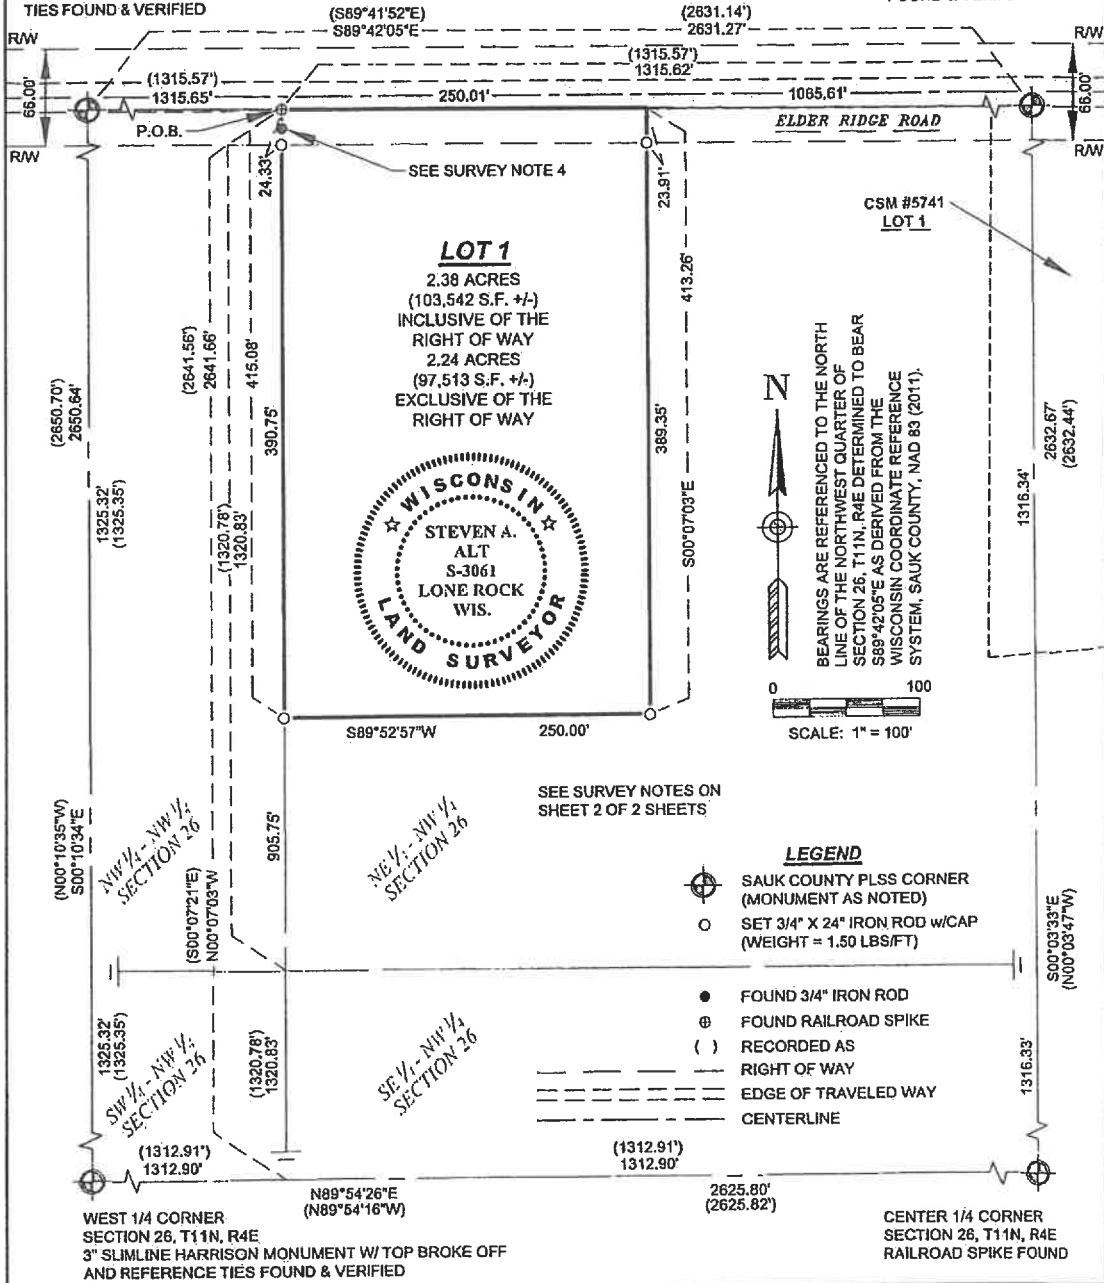 TIES FOUND & VERIFIED
(S89°41'52"E)
S89°42'05"E
(2631.14')
2631.27'
R/W
R/W
(1315.57')
1315.62'
(1315.57')
1315.65'
250.01'
1065.61'
66.00'
66.00'
P.O.B.
ELDER RIDGE ROAD
R/W
R/W
24.33'
SEE SURVEY NOTE 4
23.91'
CSM #5741
LOT 1
LOT 1
2.38 ACRES
(103,542 S.F. +/-)
INCLUSIVE OF THE
RIGHT OF WAY
2.24 ACRES
(97,513 S.F. +/-)
EXCLUSIVE OF THE
RIGHT OF WAY
413.26'
(2641.56')
2641.66'
415.08'
390.75'
389.35'
(2650.70')
2650.64'
1325.32'
(1325.35')
(1320.78')
1320.83'
S00°07'03"E
WISCONSIN
STEVEN A.
ALT
S-3061
LONE ROCK
WIS.
LAND SURVEYOR
N
BEARINGS ARE REFERENCED TO THE NORTH
LINE OF THE NORTHWEST QUARTER OF
SECTION 26, T11N, R4E DETERMINED TO BEAR
S89°42'05"E AS DERIVED FROM THE
WISCONSIN COORDINATE REFERENCE
SYSTEM, SAUK COUNTY, NAD 83 (2011).
1316.34'
2632.67'
(2632.44')
0 100
SCALE: 1" = 100'
S89°52'57"W
250.00'
SEE SURVEY NOTES ON
SHEET 2 OF 2 SHEETS
(N00°10'35"W)
S00°10'34"E
NW 1/4 - NW 1/4
SECTION 26
905.75'
NE 1/4 - NW 1/4
SECTION 26
(S00°07'21"E)
N00°07'03"W
LEGEND
SAUK COUNTY PLSS CORNER
(MONUMENT AS NOTED)
SET 3/4" X 24" IRON ROD w/CAP
(WEIGHT = 1.50 LBS/FT)
FOUND 3/4" IRON ROD
FOUND RAILROAD SPIKE
( ) RECORDED AS
RIGHT OF WAY
EDGE OF TRAVELED WAY
CENTERLINE
S00°03'33"E
(N00°03'47"W)
1325.32'
(1325.35')
SW 1/4 - NW 1/4
SECTION 26
(1320.78')
1320.83'
SE 1/4 - NW 1/4
SECTION 26
1316.33'
(1312.91')
1312.90'
(1312.91')
1312.90'
N89°54'26"E
(N89°54'16"W)
2625.80'
(2625.82')
WEST 1/4 CORNER
SECTION 26, T11N, R4E
3" SLIMLINE HARRISON MONUMENT W/ TOP BROKE OFF
AND REFERENCE TIES FOUND & VERIFIED
CENTER 1/4 CORNER
SECTION 26, T11N, R4E
RAILROAD SPIKE FOUND